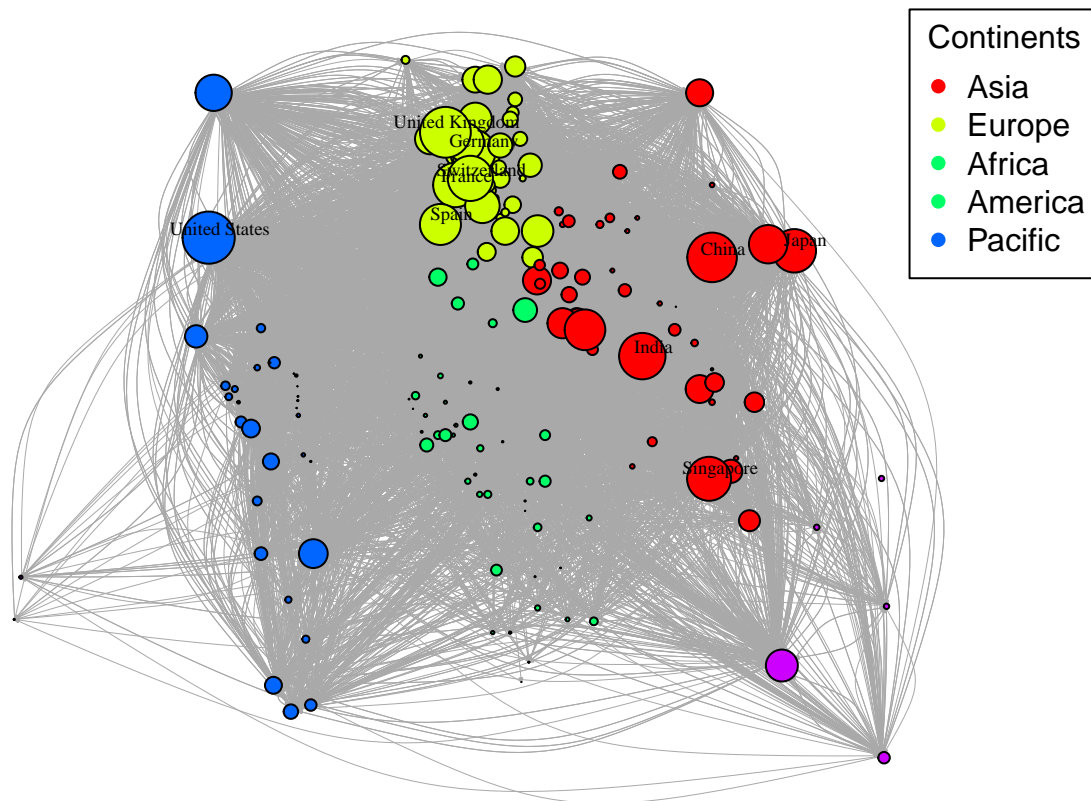 Continents
Asia
Europe
Africa
America
Pacific
United Kingdom
Germany
Switzerland
France
Spain
United States
China
Japan
India
Singapore